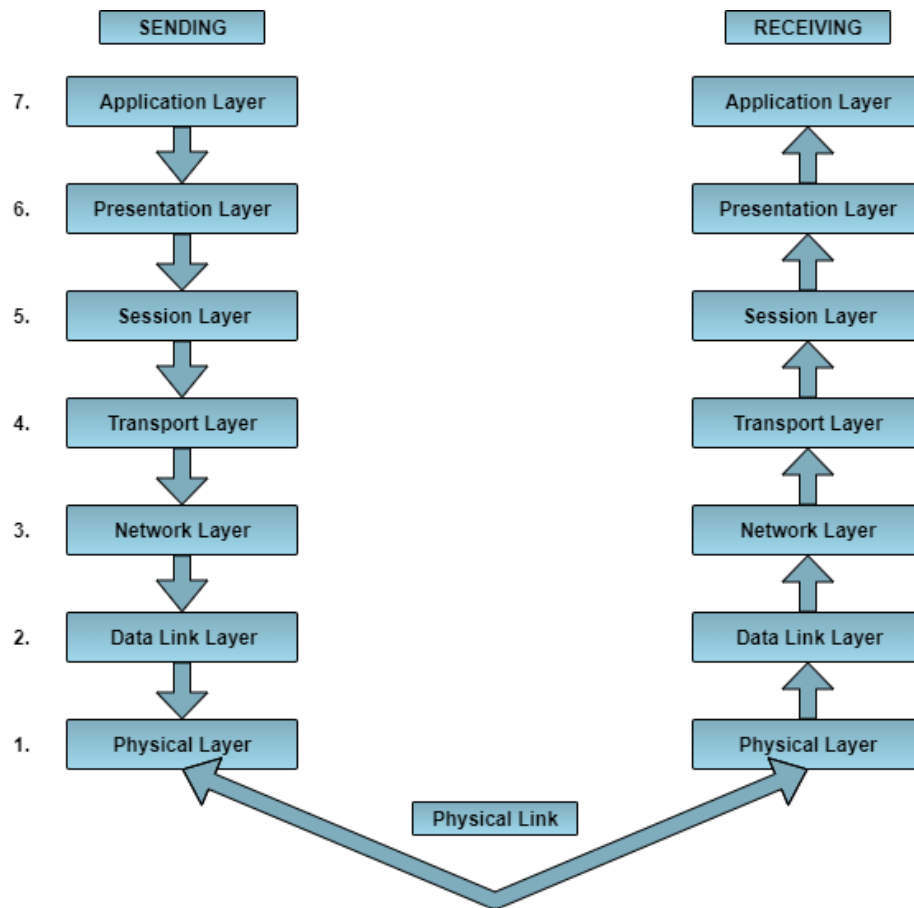 SENDING
RECEIVING
7.
Application Layer
Application Layer
6.
Presentation Layer
Presentation Layer
5.
Session Layer
Session Layer
4.
Transport Layer
Transport Layer
3.
Network Layer
Network Layer
2.
Data Link Layer
Data Link Layer
1.
Physical Layer
Physical Layer
Physical Link